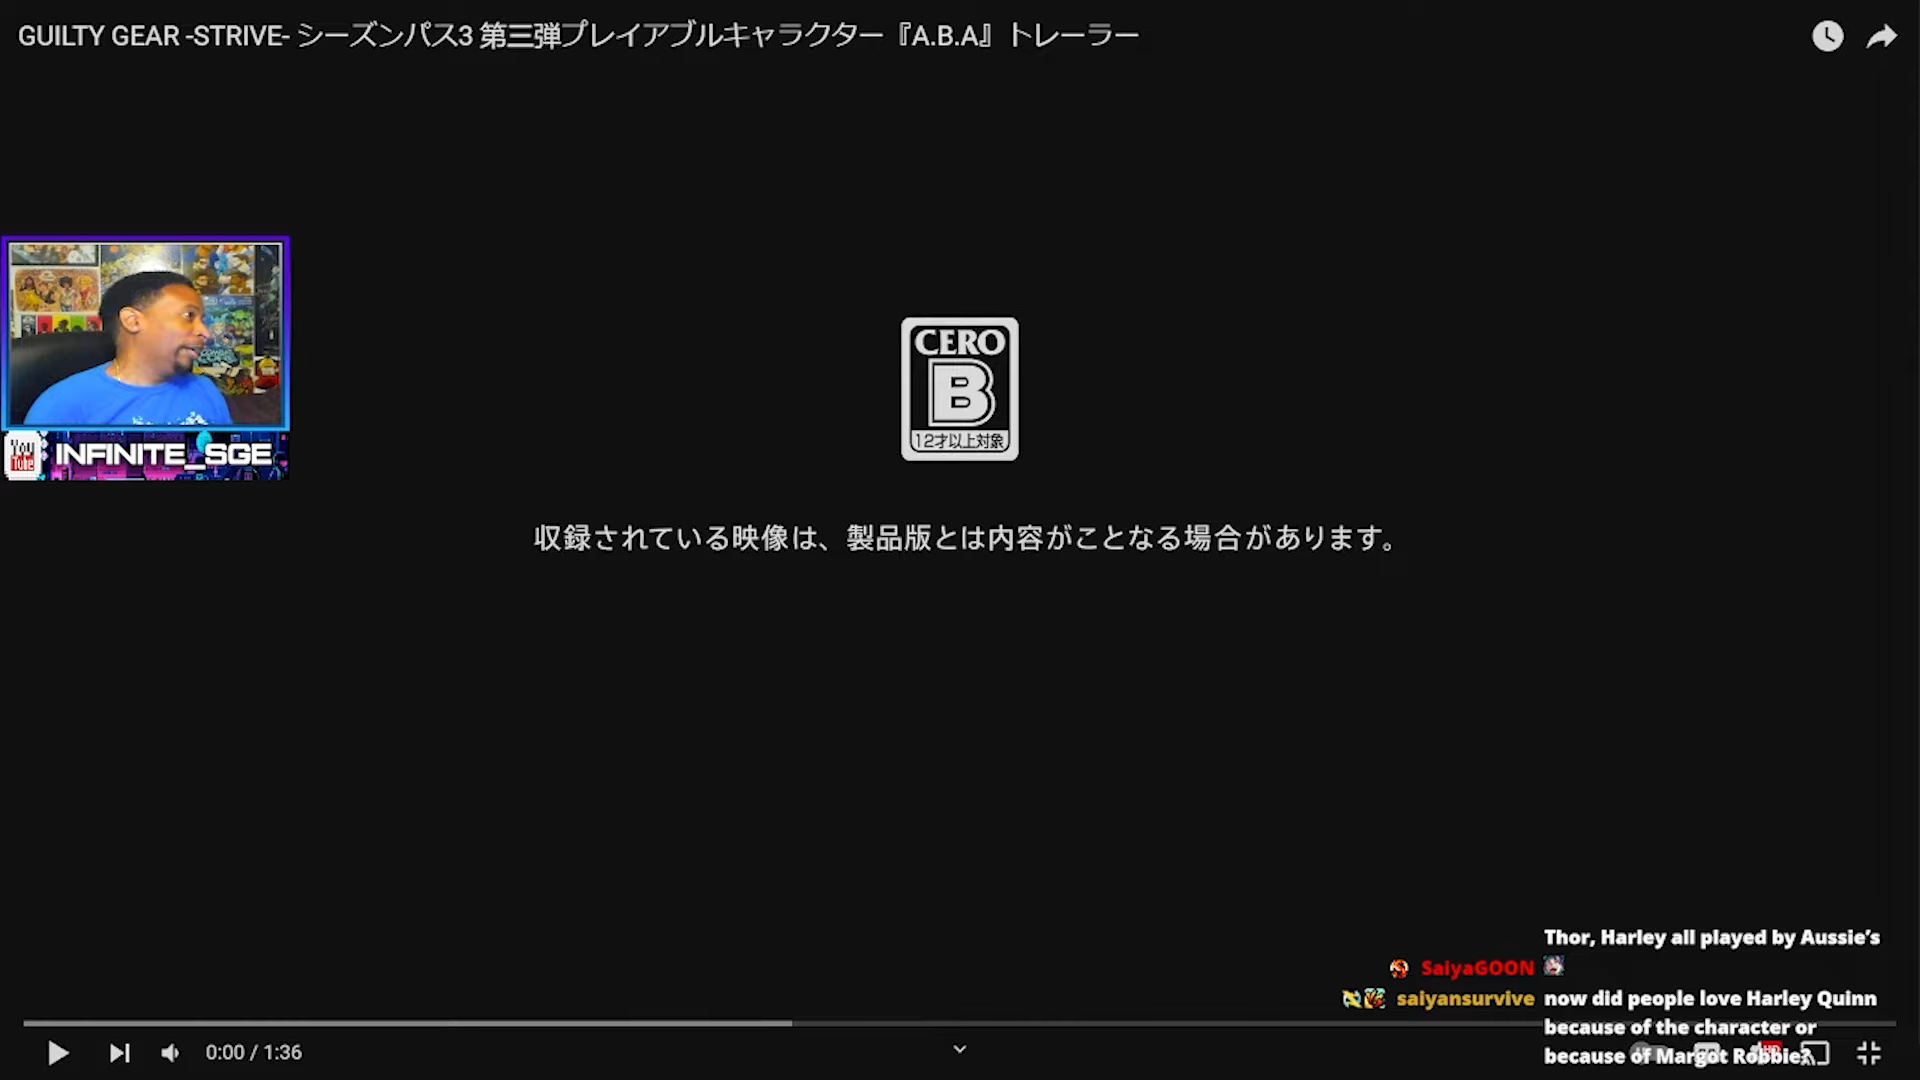 GUILTY GEAR -STRIVE- シーズンパス3 第三弾プレイアブルキャラクター『A.B.A』トレーラー
CERO
B
12才以上対象
You
Tube
INFINITE_SGE
収録されている映像は、製品版とは内容がことなる場合があります。
Thor, Harley all played by Aussie’s
SaiyaGOON
saiyansurvive now did people love Harley Quinn
because of the character or
because of Margot Robbie?
0:00 / 1:36
HD